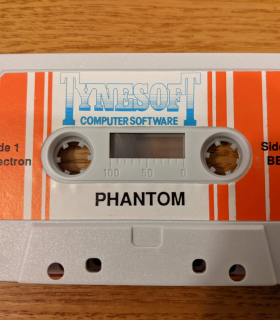 TYNESOFT
COMPUTER SOFTWARE
de 1
ectron
Side
BB
100 50 0
PHANTOM